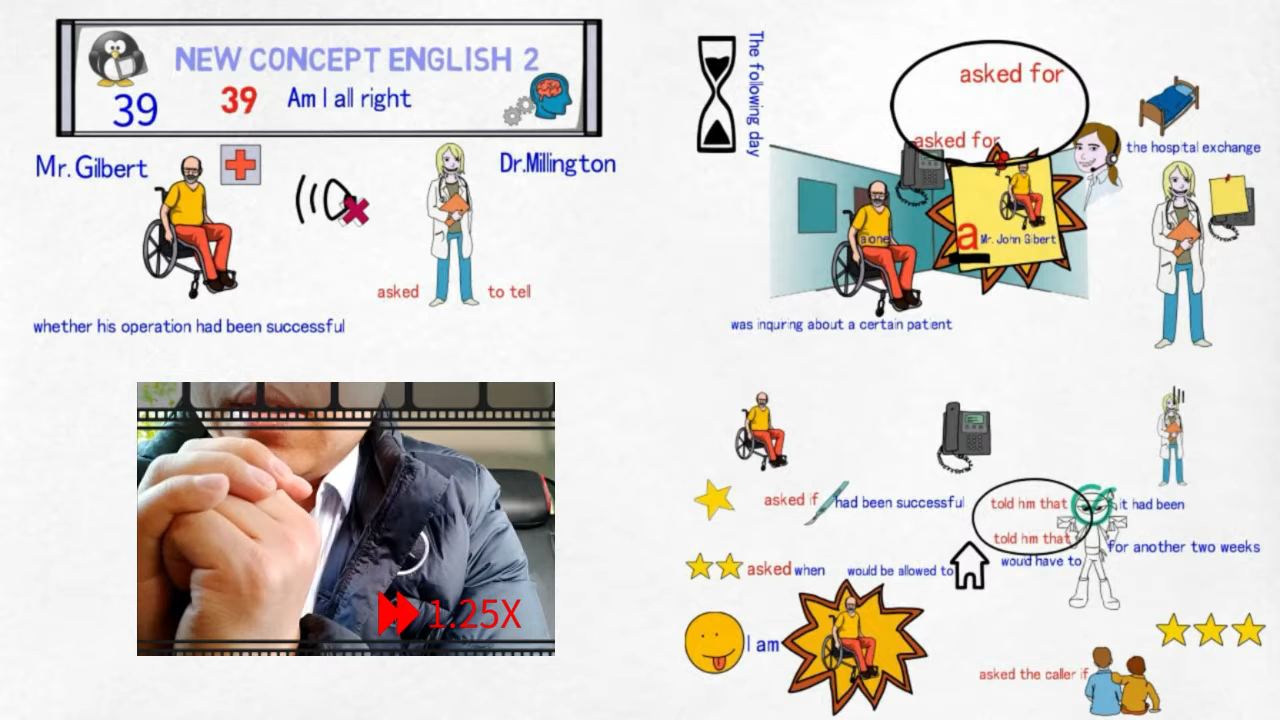 NEW CONCEPT ENGLISH 2
39
39 Am I all right
Mr. Gilbert
Dr.Millington
asked to tell
whether his operation had been successful
1.25X
The following day
asked for
asked for
the hosptal exchange
alone
a Mr. John Gibert
was inquring about a certain patient
asked if had been successful
told hm that it had been
told hm that
for another two weeks
asked when would be allowed to
would have to
I am
asked the caller if